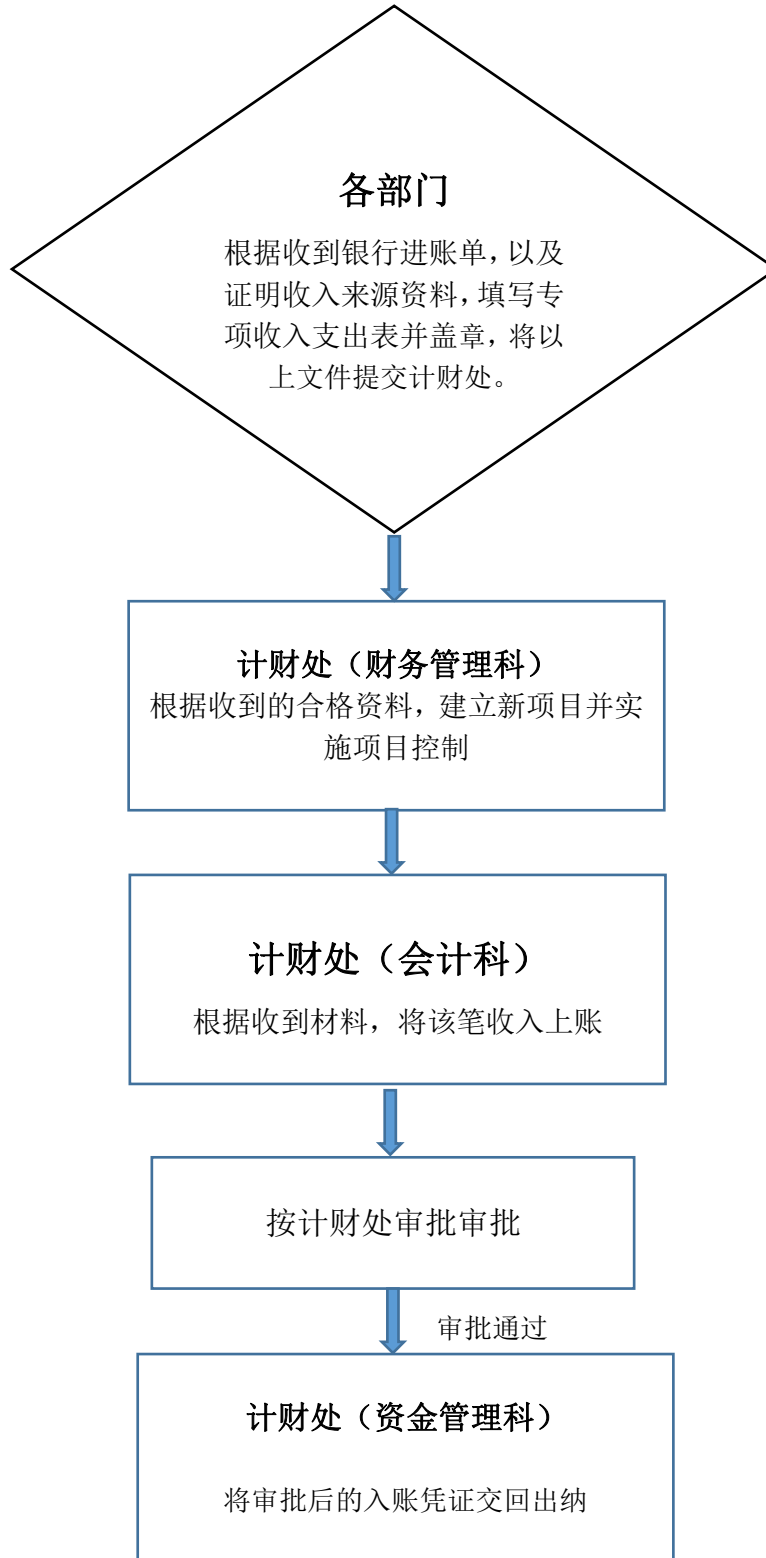 各部门
根据收到银行进账单，以及
证明收入来源资料，填写专
项收入支出表并盖章，将以
上文件提交计财处。
计财处（财务管理科）
根据收到的合格资料，建立新项目并实
施项目控制
计财处（会计科）
根据收到材料，将该笔收入上账
按计财处审批审批
审批通过
计财处（资金管理科）
将审批后的入账凭证交回出纳